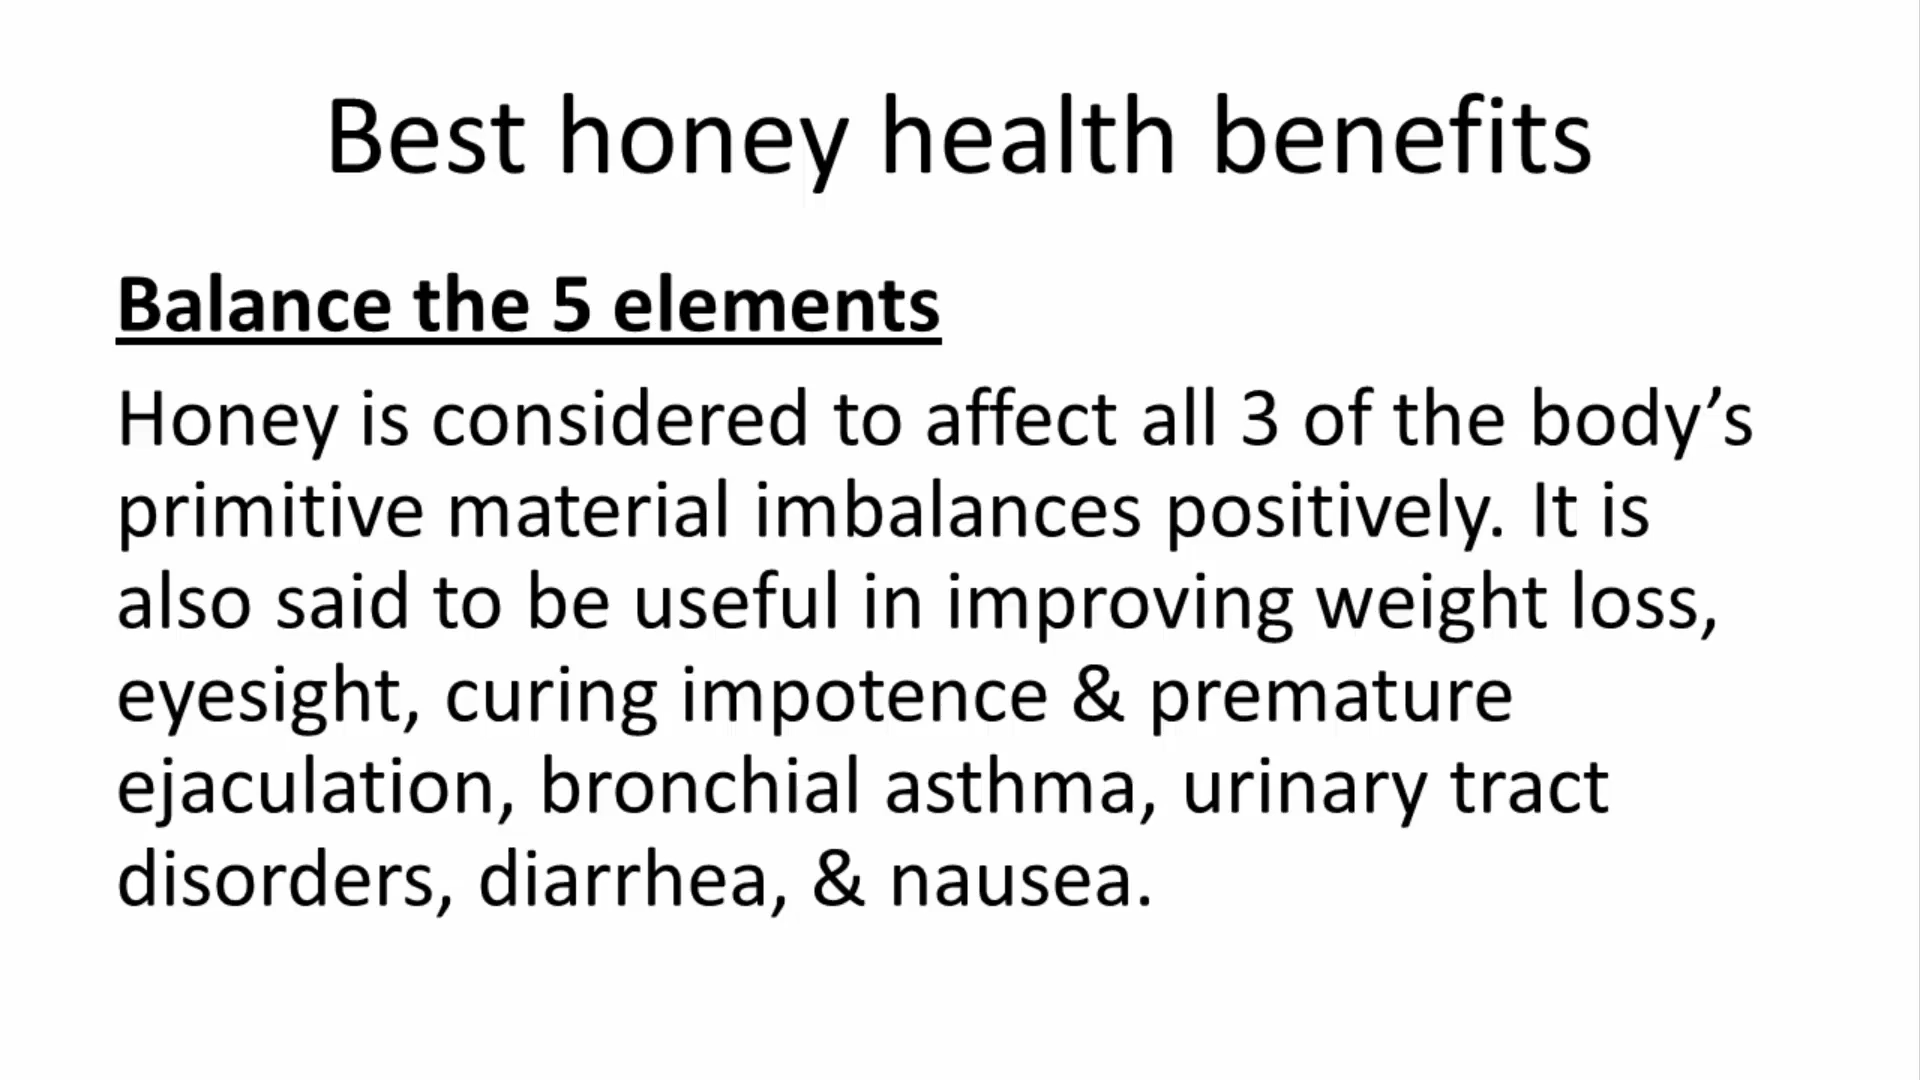 Best honey health benefits
Balance the 5 elements
Honey is considered to affect all 3 of the body’s
primitive material imbalances positively. It is
also said to be useful in improving weight loss,
eyesight, curing impotence & premature
ejaculation, bronchial asthma, urinary tract
disorders, diarrhea, & nausea.